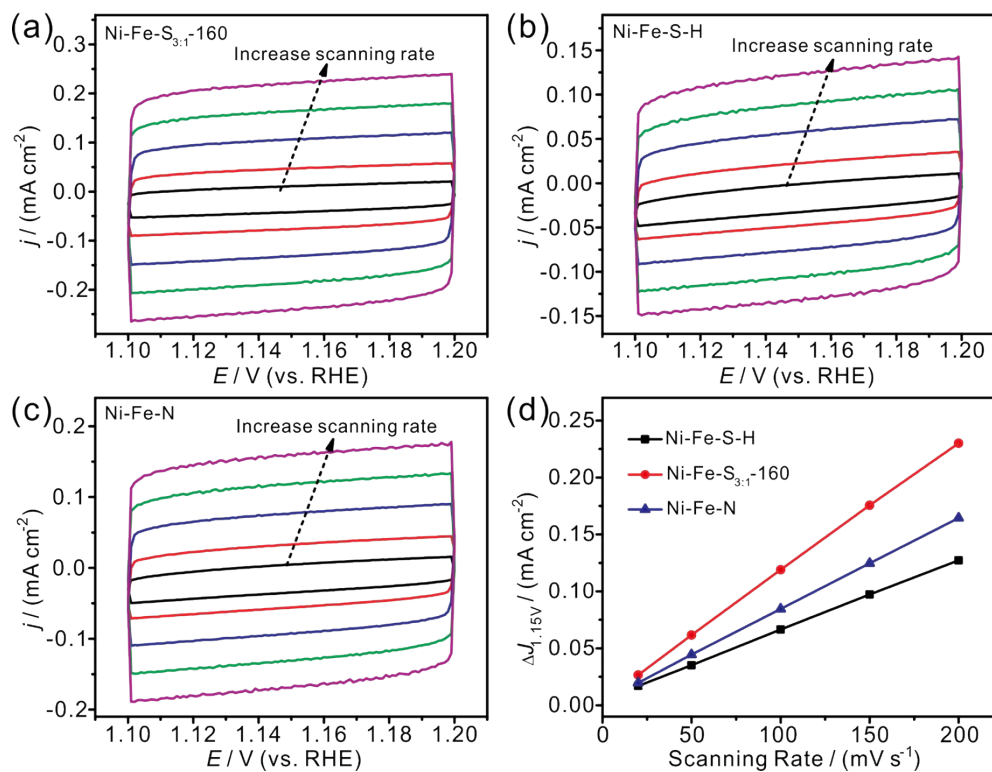 (a)
Ni-Fe-S3:1-160
Increase scanning rate
j / (mA cm-2)
0.3
0.2
0.1
0.0
-0.1
-0.2
1.10 1.12 1.14 1.16 1.18 1.20
E / V (vs. RHE)
(b)
Ni-Fe-S-H
Increase scanning rate
j / (mA cm-2)
0.15
0.10
0.05
0.00
-0.05
-0.10
-0.15
1.10 1.12 1.14 1.16 1.18 1.20
E / V (vs. RHE)
(c)
Ni-Fe-N
Increase scanning rate
j / (mA cm-2)
0.2
0.1
0.0
-0.1
-0.2
1.10 1.12 1.14 1.16 1.18 1.20
E / V (vs. RHE)
(d)
Ni-Fe-S-H
Ni-Fe-S3:1-160
Ni-Fe-N
ΔJ1.15V / (mA cm-2)
0.25
0.20
0.15
0.10
0.05
0.00
0 50 100 150 200
Scanning Rate / (mV s-1)